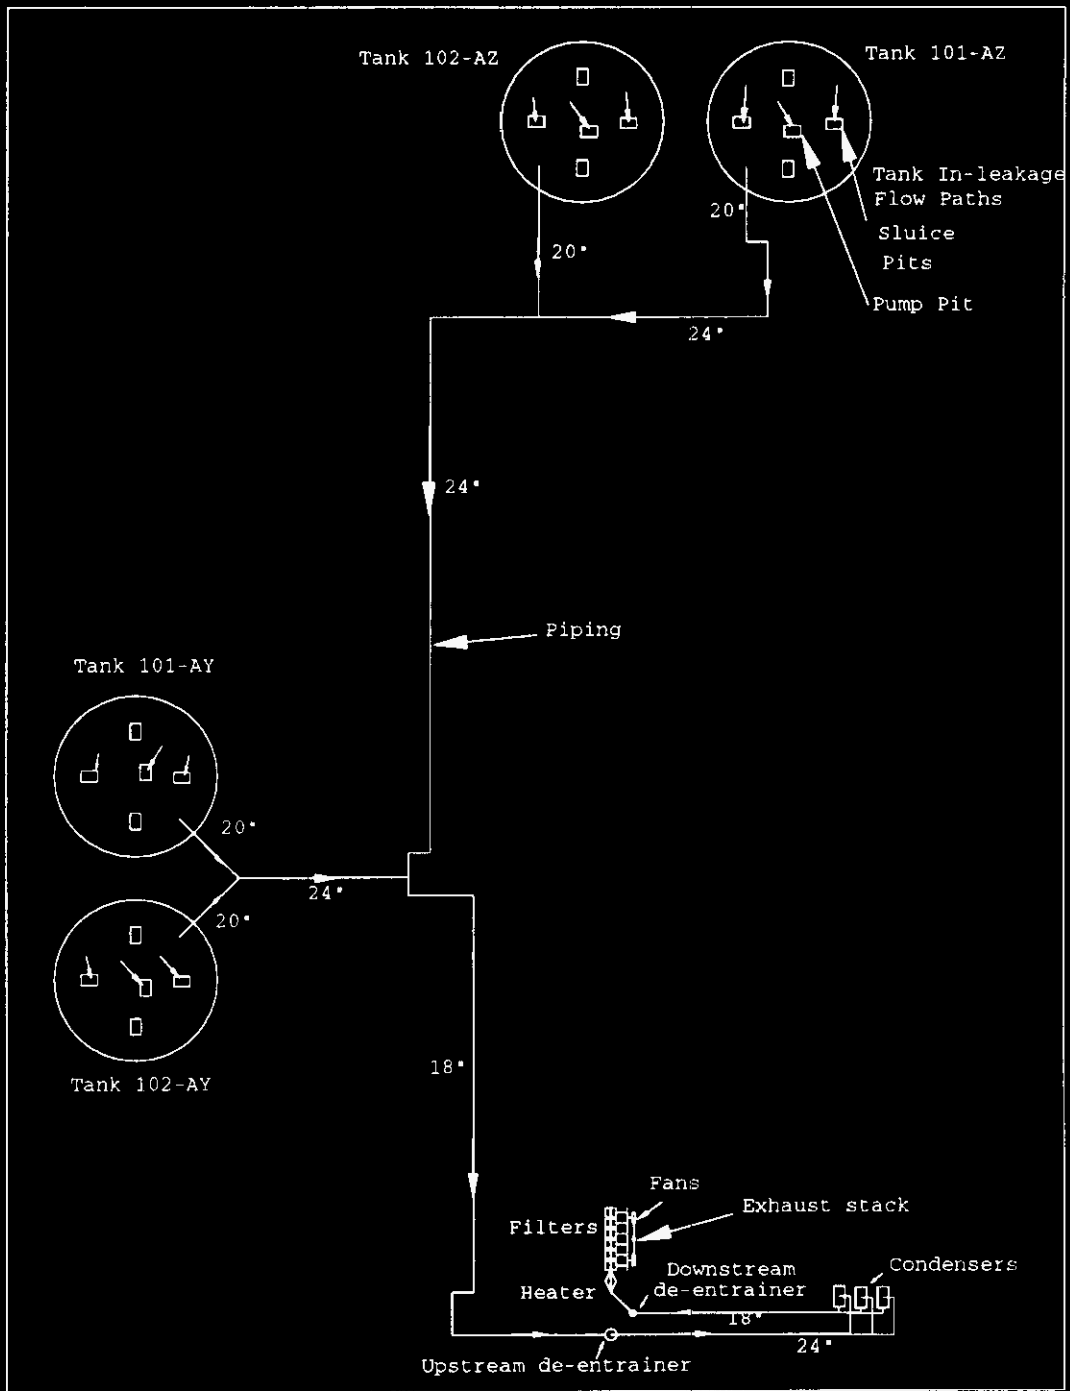 Tank 102-AZ
Tank 101-AZ
Tank In-leakage
Flow Paths
20"
Sluice
Pits
20"
Pump Pit
24"
24"
Piping
Tank 101-AY
20"
24"
20"
18"
Tank 102-AY
Fans
Exhaust stack
Filters
Condensers
Downstream
de-entrainer
Heater
18"
24"
Upstream de-entrainer